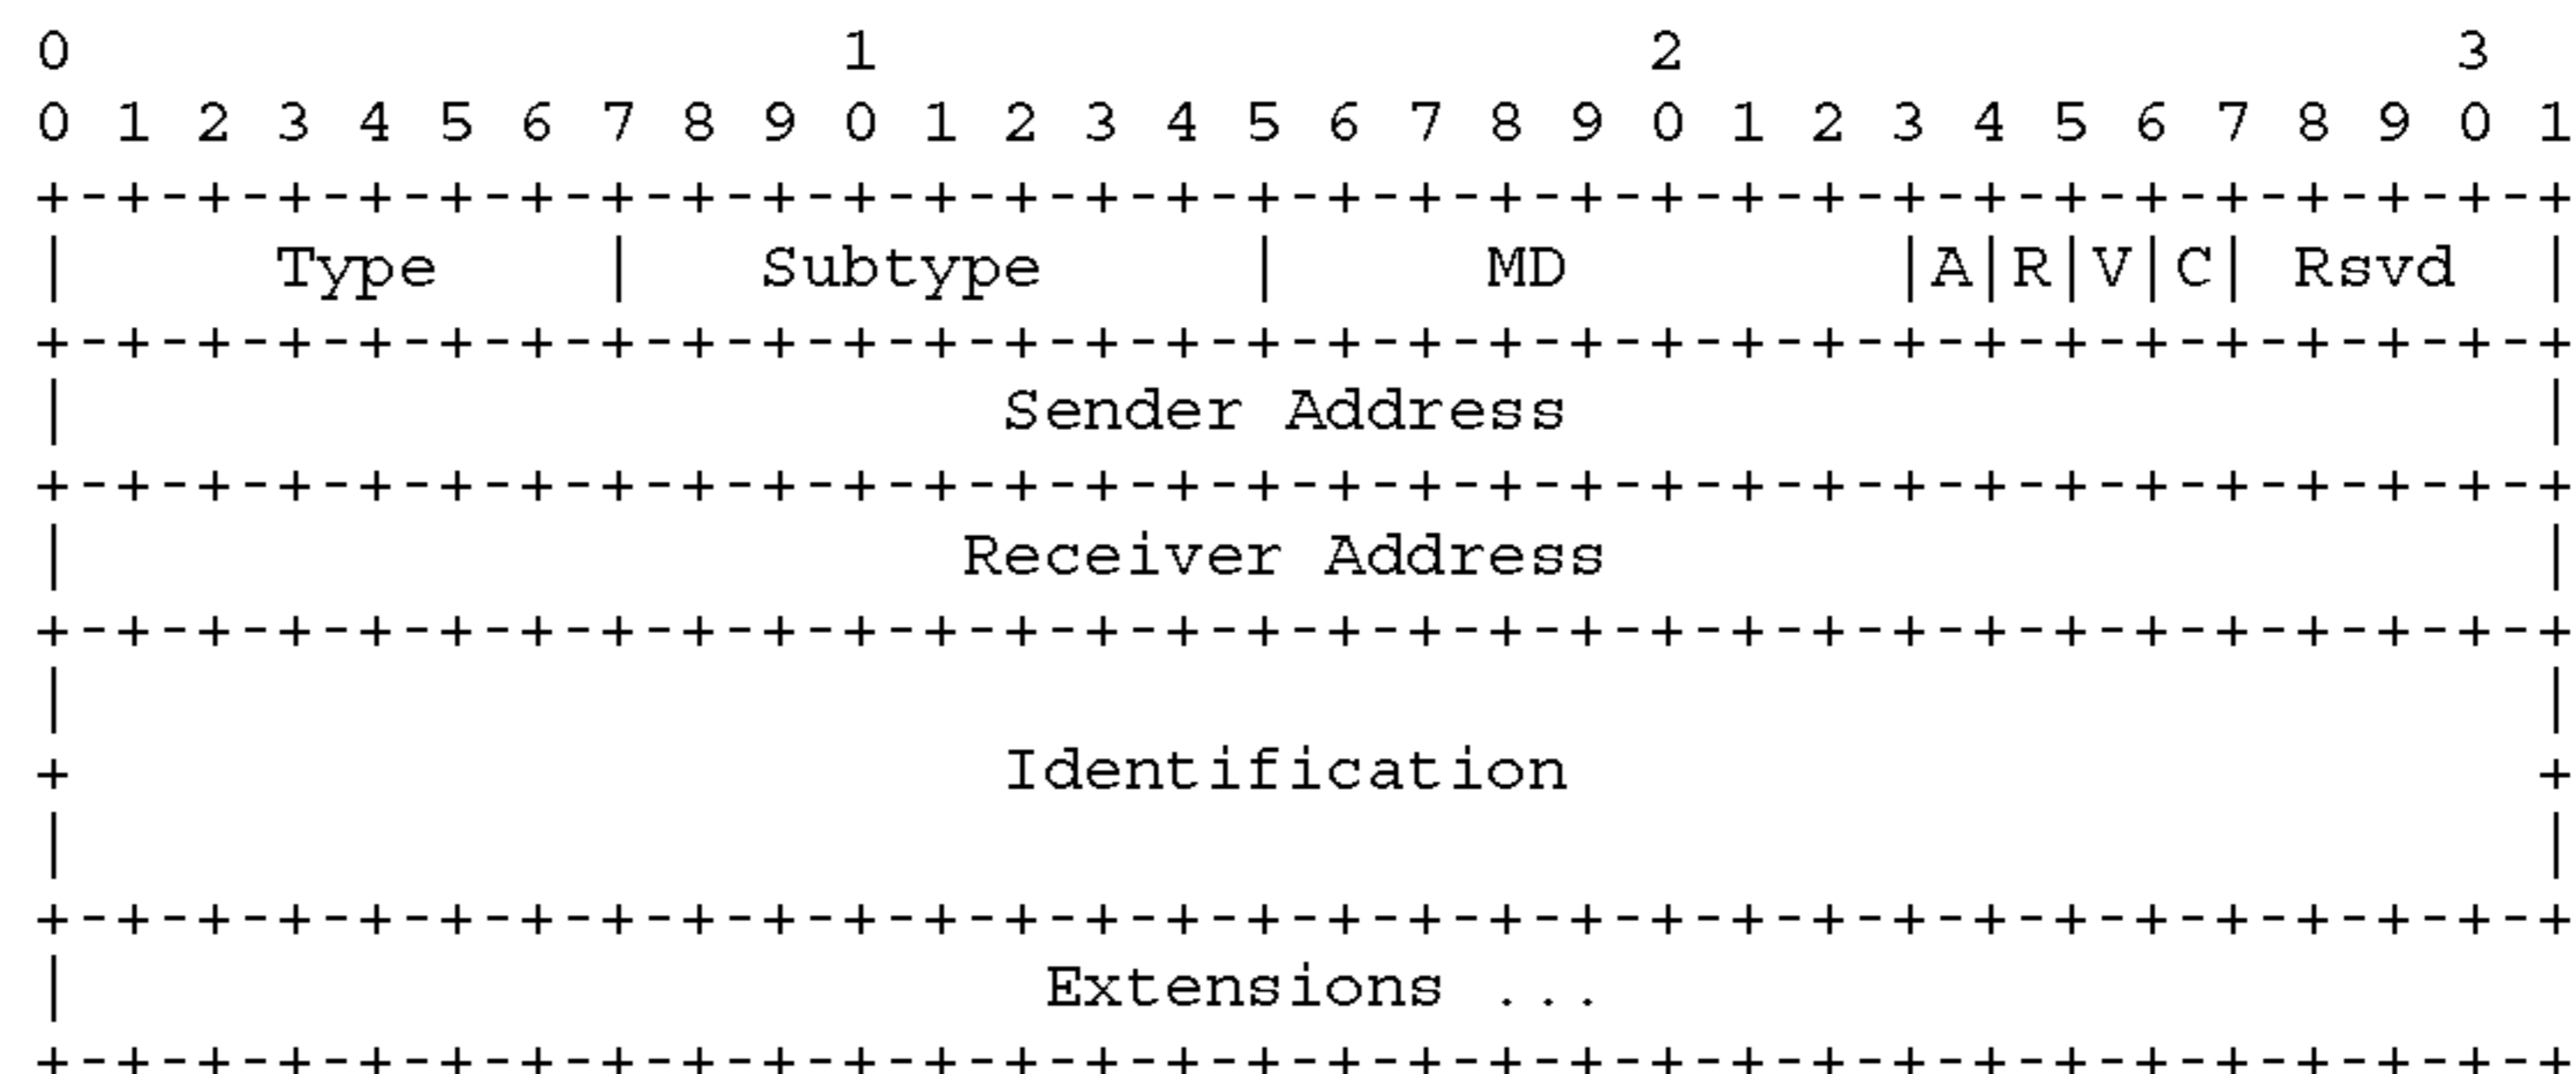 0                   1                   2                   3
0 1 2 3 4 5 6 7 8 9 0 1 2 3 4 5 6 7 8 9 0 1 2 3 4 5 6 7 8 9 0 1
+-+-+-+-+-+-+-+-+-+-+-+-+-+-+-+-+-+-+-+-+-+-+-+-+-+-+-+-+-+-+-+
|     Type    |   Subtype     |     MD        |A|R|V|C| Rsvd  |
+-+-+-+-+-+-+-+-+-+-+-+-+-+-+-+-+-+-+-+-+-+-+-+-+-+-+-+-+-+-+-+
|                       Sender Address                        |
+-+-+-+-+-+-+-+-+-+-+-+-+-+-+-+-+-+-+-+-+-+-+-+-+-+-+-+-+-+-+-+
|                      Receiver Address                       |
+-+-+-+-+-+-+-+-+-+-+-+-+-+-+-+-+-+-+-+-+-+-+-+-+-+-+-+-+-+-+-+
|                                                             |
+                       Identification                        +
|                                                             |
+-+-+-+-+-+-+-+-+-+-+-+-+-+-+-+-+-+-+-+-+-+-+-+-+-+-+-+-+-+-+-+
|                        Extensions ...
+-+-+-+-+-+-+-+-+-+-+-+-+-+-+-+-+-+-+-+-+-+-+-+-+-+-+-+-+-+-+-+